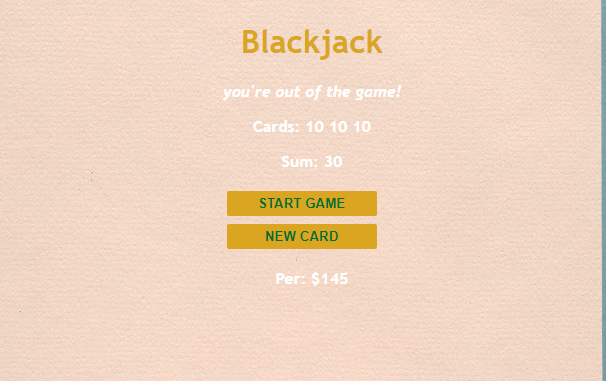 Blackjack
you're out of the game!
Cards: 10 10 10
Sum: 30
START GAME
NEW CARD
Per: $145